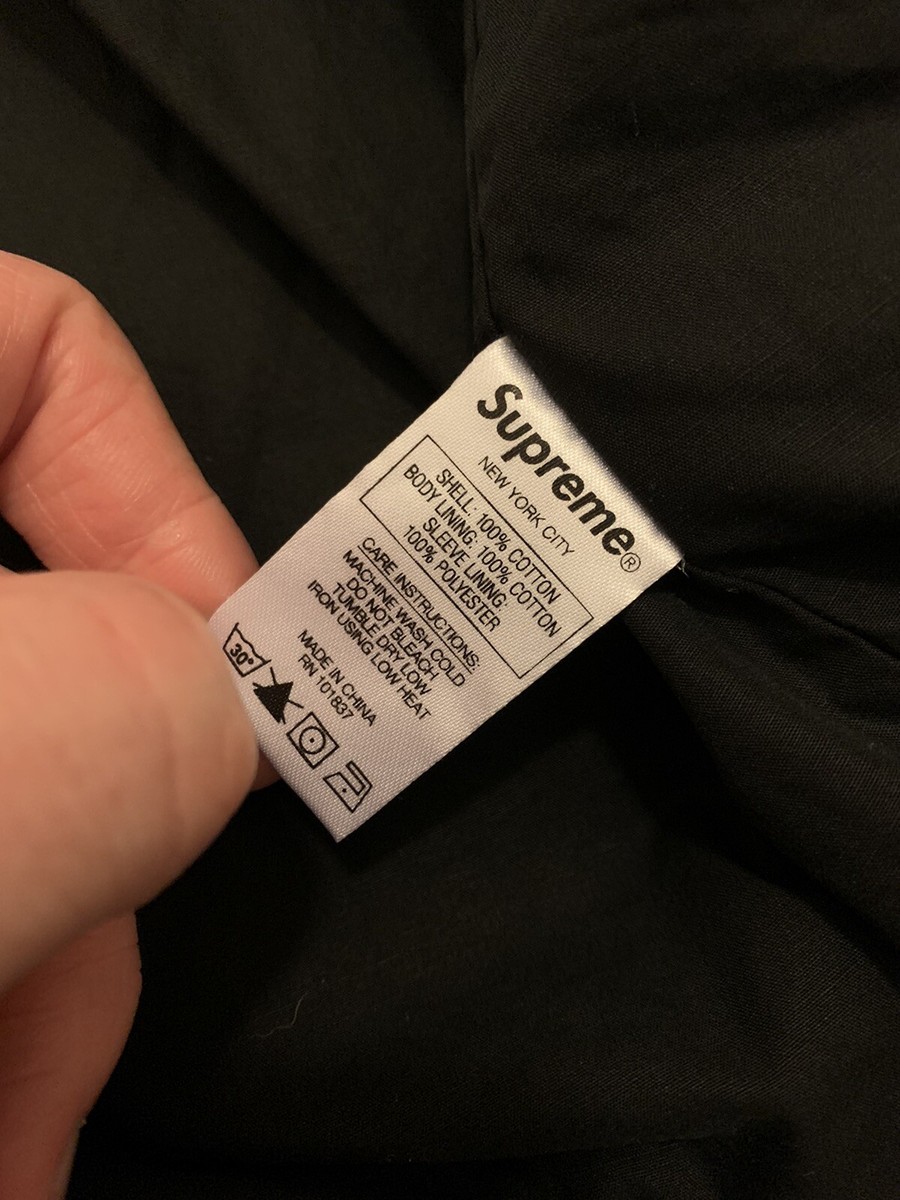 Supreme®
NEW YORK CITY
SHELL: 100% COTTON
BODY LINING: 100% COTTON
SLEEVE LINING:
100% POLYESTER
CARE INSTRUCTIONS:
MACHINE WASH COLD
DO NOT BLEACH
TUMBLE DRY LOW
IRON USING LOW HEAT
MADE IN CHINA
RN 101837
30°